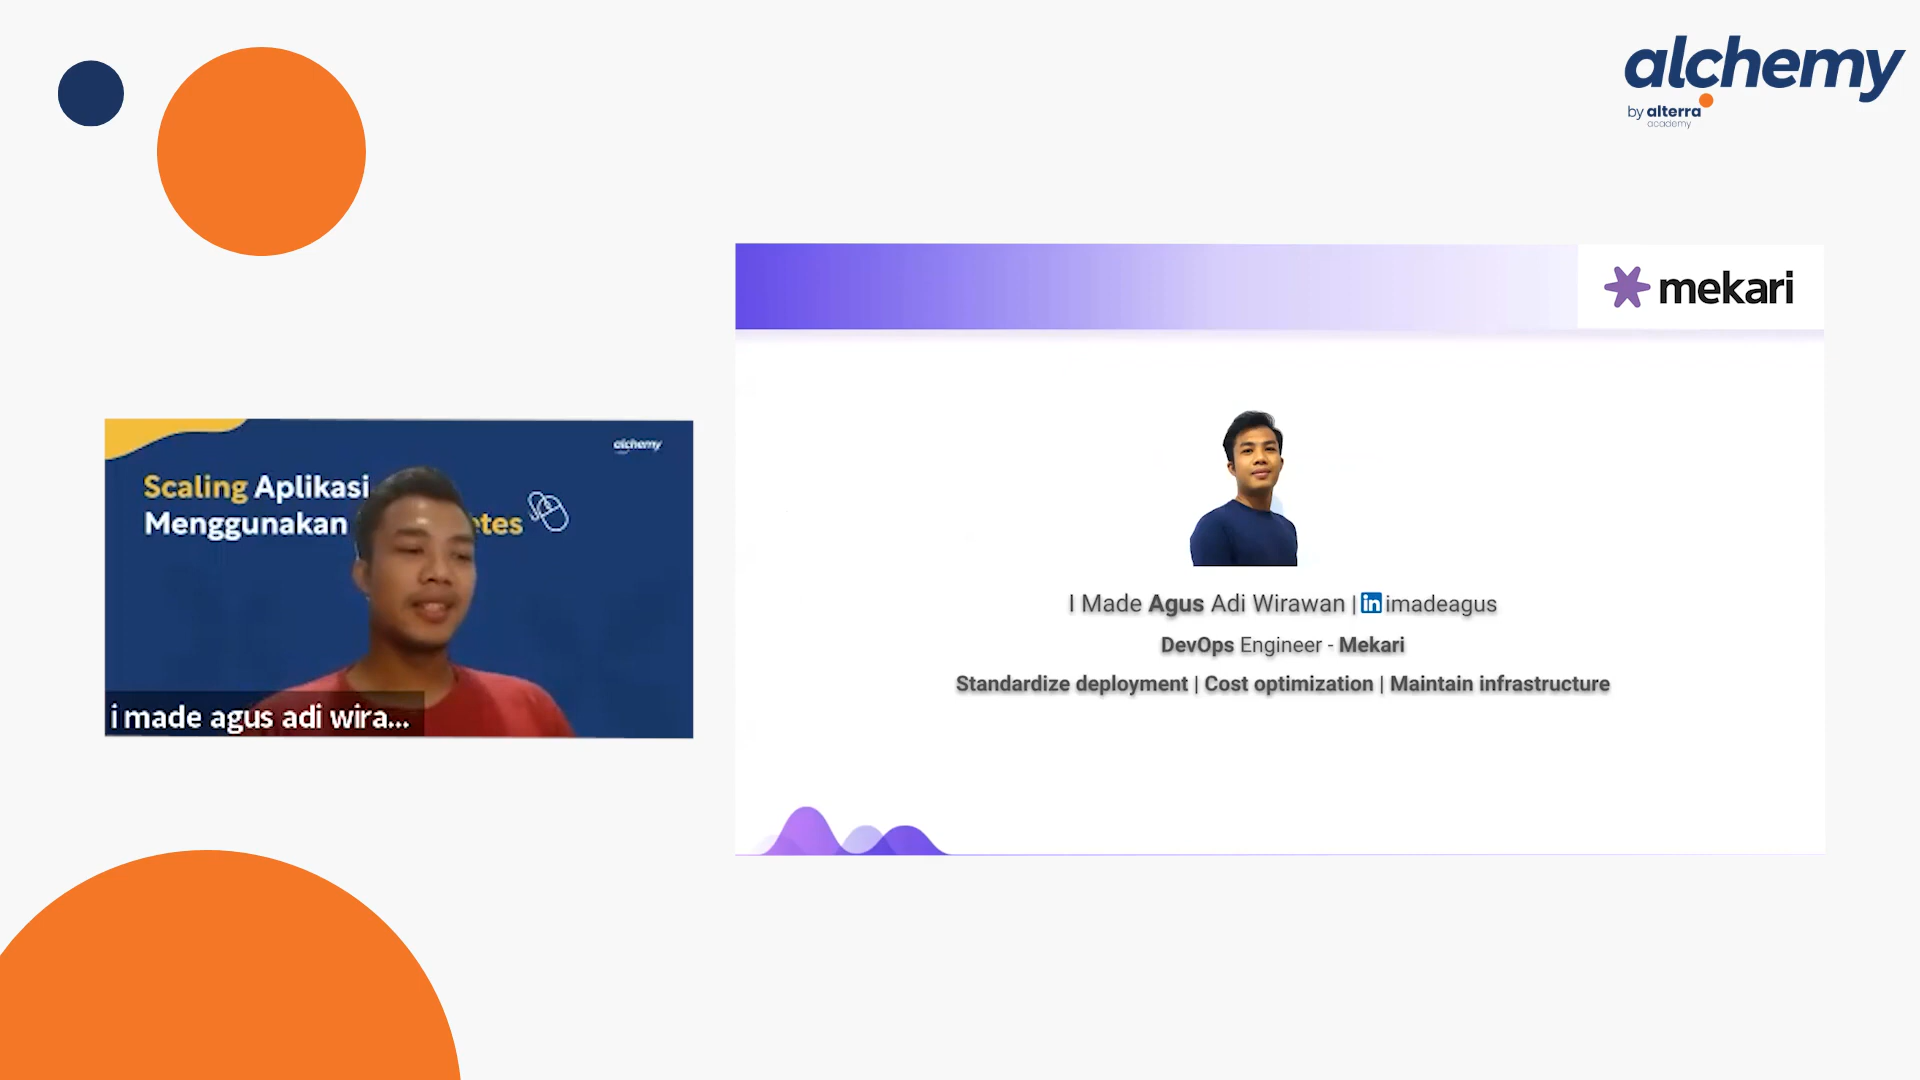 alchemy
by alterra
academy
mekari
alchemy
Scaling Aplikasi
Menggunakan
i made agus adi wira...
I Made Agus Adi Wirawan | in imadeagus
DevOps Engineer - Mekari
Standardize deployment | Cost optimization | Maintain infrastructure